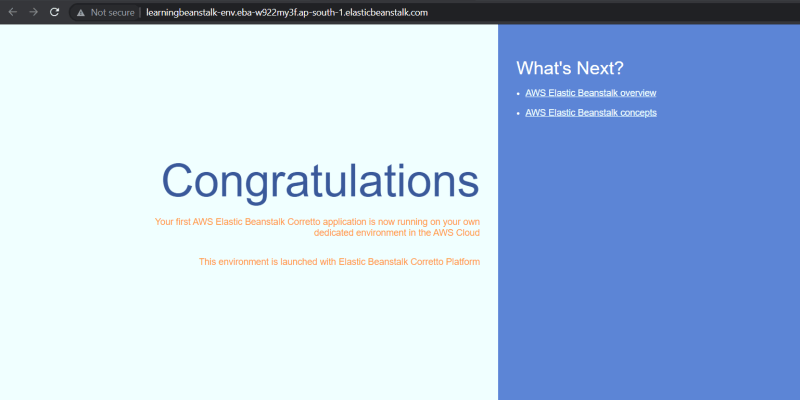 Not secure | learningbeanstalk-env.eba-w922my3f.ap-south-1.elasticbeanstalk.com
Congratulations
Your first AWS Elastic Beanstalk Corretto application is now running on your own
dedicated environment in the AWS Cloud
This environment is launched with Elastic Beanstalk Corretto Platform
What's Next?
AWS Elastic Beanstalk overview
AWS Elastic Beanstalk concepts